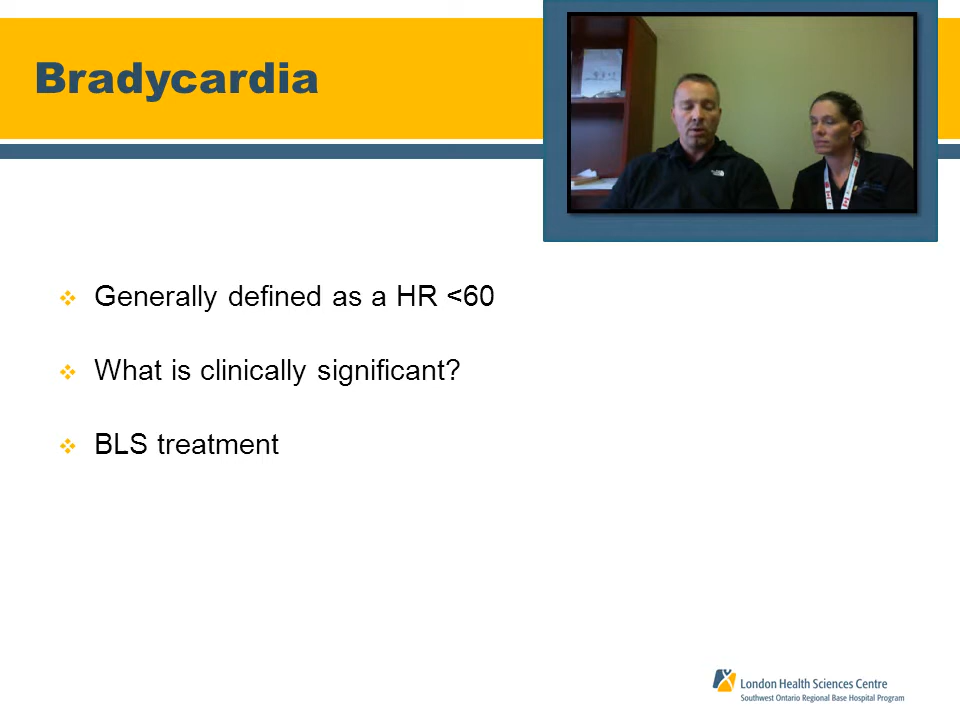 Bradycardia
Generally defined as a HR <60
What is clinically significant?
BLS treatment
London Health Sciences Centre
Southwest Ontario Regional Base Hospital Program